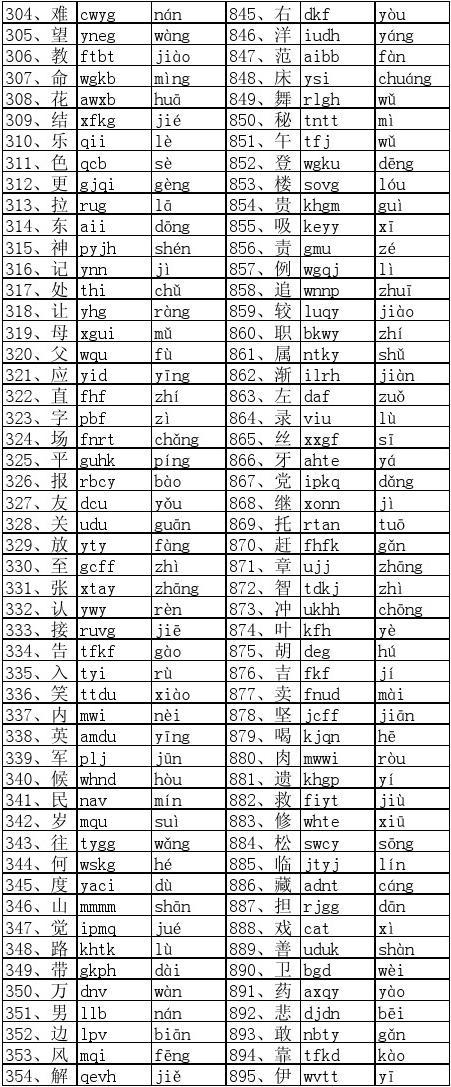 304、难 cwyg nán 845、右 dkf yòu
305、望 yneg wàng 846、洋 iudh yáng
306、教 ftbt jiào 847、范 aibb fàn
307、命 wgkb mìng 848、床 ysi chuáng
308、花 awxb huā 849、舞 rlgh wǔ
309、结 xfkg jié 850、秘 tntt mì
310、乐 qii lè 851、午 tfj wǔ
311、色 qcb sè 852、登 wgku dēng
312、更 gjqi gèng 853、楼 sovg lóu
313、拉 rug lā 854、贵 khgm guì
314、东 aii dōng 855、吸 keyy xī
315、神 pyjh shén 856、责 gmu zé
316、记 ynn jì 857、例 wgqj lì
317、处 thi chǔ 858、追 wnnp zhuī
318、让 yhg ràng 859、较 luqy jiào
319、母 xgui mǔ 860、职 bkwy zhí
320、父 wqu fù 861、属 ntky shǔ
321、应 yid yīng 862、渐 ilrh jiàn
322、直 fhf zhí 863、左 daf zuǒ
323、字 pbf zì 864、录 viu lù
324、场 fnrt chǎng 865、丝 xxgf sī
325、平 guhk píng 866、牙 ahte yá
326、报 rbcy bào 867、党 ipkq dǎng
327、友 dcu yǒu 868、继 xonn jì
328、关 udu guān 869、托 rtan tuō
329、放 yty fàng 870、赶 fhfk gǎn
330、至 gcff zhì 871、章 ujj zhāng
331、张 xtay zhāng 872、智 tdkj zhì
332、认 ywy rèn 873、冲 ukhh chōng
333、接 ruvg jiē 874、叶 kfh yè
334、告 tfkf gào 875、胡 deg hú
335、入 tyi rù 876、吉 fkf jí
336、笑 ttdu xiào 877、卖 fnud mài
337、内 mwi nèi 878、坚 jcff jiān
338、英 amdu yīng 879、喝 kjqn hē
339、军 plj jūn 880、肉 mwwi ròu
340、候 whnd hòu 881、遗 khgp yí
341、民 nav mín 882、救 fiyt jiù
342、岁 mqu suì 883、修 whte xiū
343、往 tygg wǎng 884、松 swcy sōng
344、何 wskg hé 885、临 jtyj lín
345、度 yaci dù 886、藏 adnt cáng
346、山 mmmm shān 887、担 rjgg dān
347、觉 ipmq jué 888、戏 cat xì
348、路 khtk lù 889、善 uduk shàn
349、带 gkph dài 890、卫 bgd wèi
350、万 dnv wàn 891、药 axqy yào
351、男 llb nán 892、悲 djdn bēi
352、边 lpv biān 893、敢 nbty gǎn
353、风 mqi fēng 894、靠 tfkd kào
354、解 qevh jiě 895、伊 wvtt yī